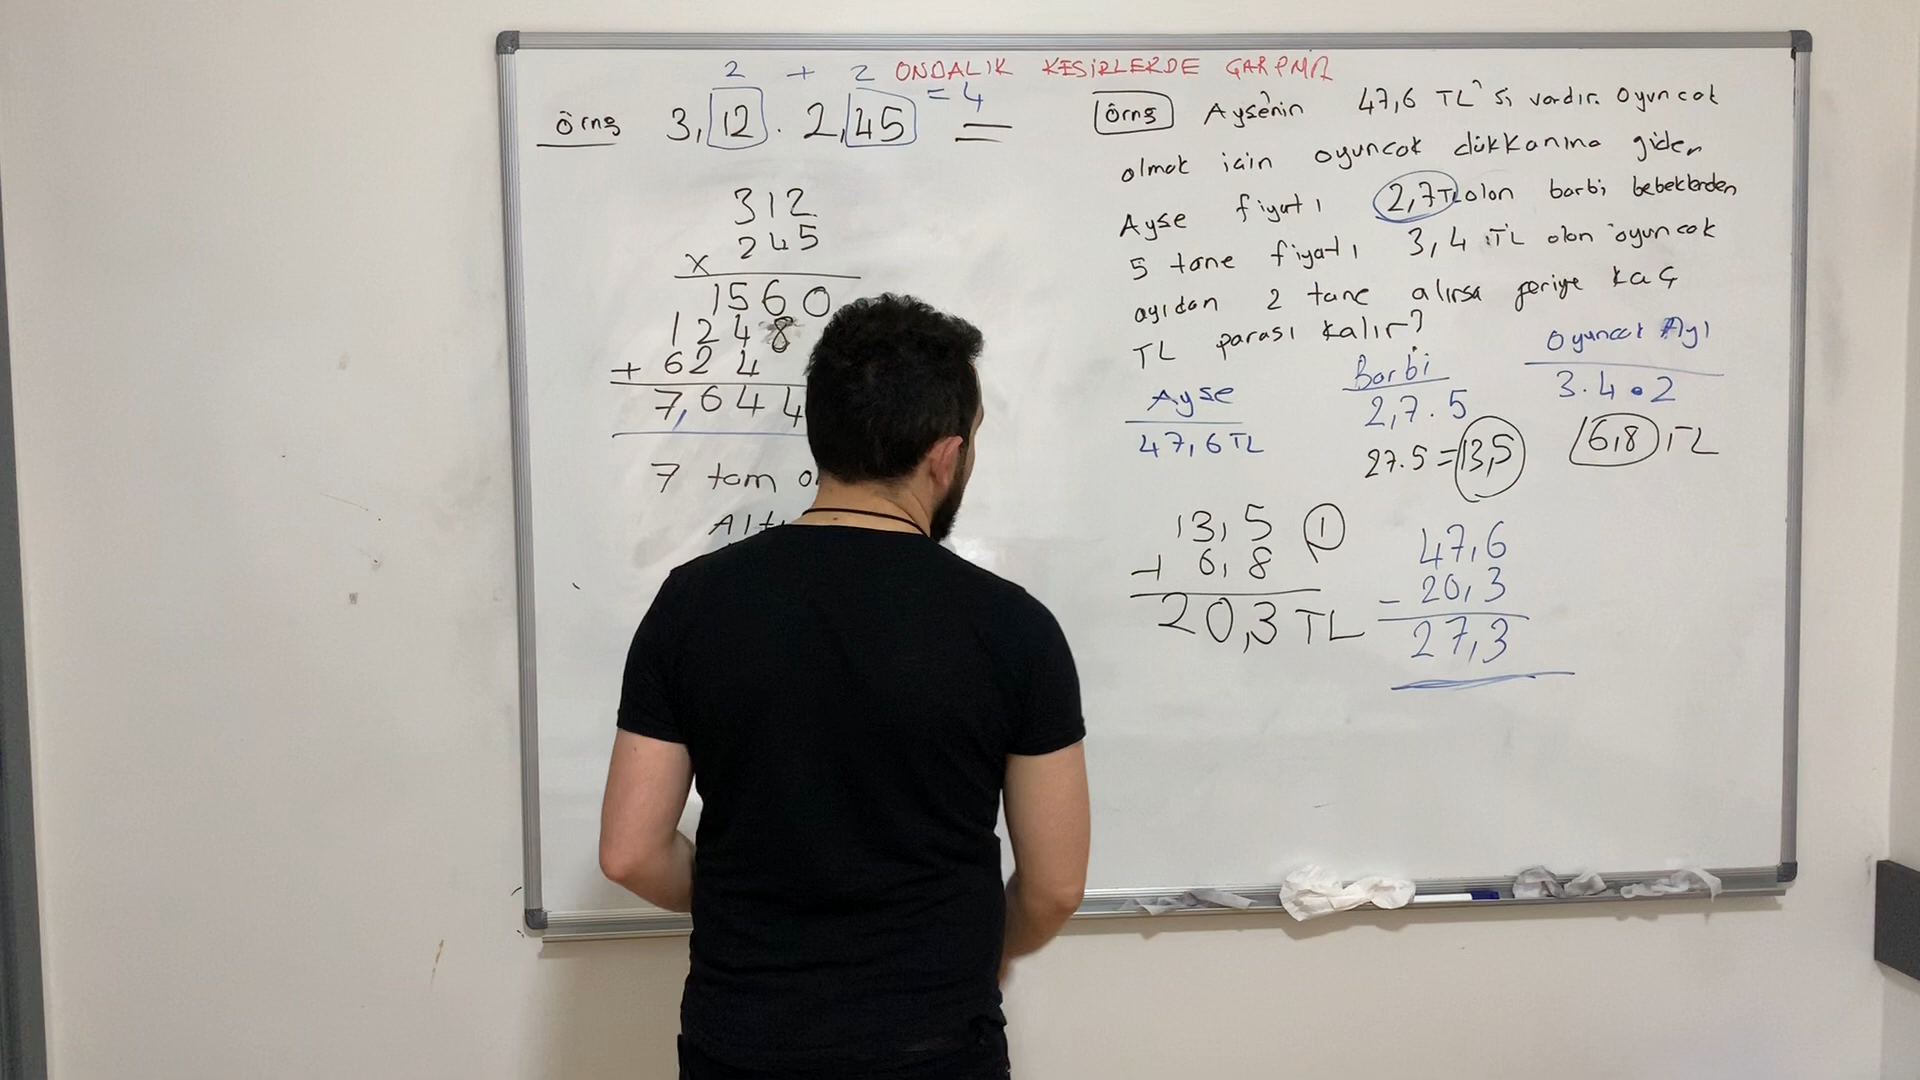 ONDALIK KESİRLERDE ÇARPMA
2 + 2 = 4
Örnş 3,12 . 2,45 =
312
x 245
1560
1248
+ 624
7,644
7 tam
Örnş Ayşe'nin 47,6 TL'si vardır. Oyuncak
olmak için oyuncak dükkanına giden
Ayşe fiyatı 2,7 TL olan barbi bebeklerden
5 tane fiyatı 3,4 TL olan oyuncak
ayıdan 2 tane alırsa geriye kaç
TL parası kalır?
Ayşe
47,6 TL
Barbi
2,7 . 5
27.5 = 13,5
Oyuncak Ayı
3.4 . 2
6,8 TL
13,5 1
+ 6,8
20,3 TL
47,6
- 20,3
27,3